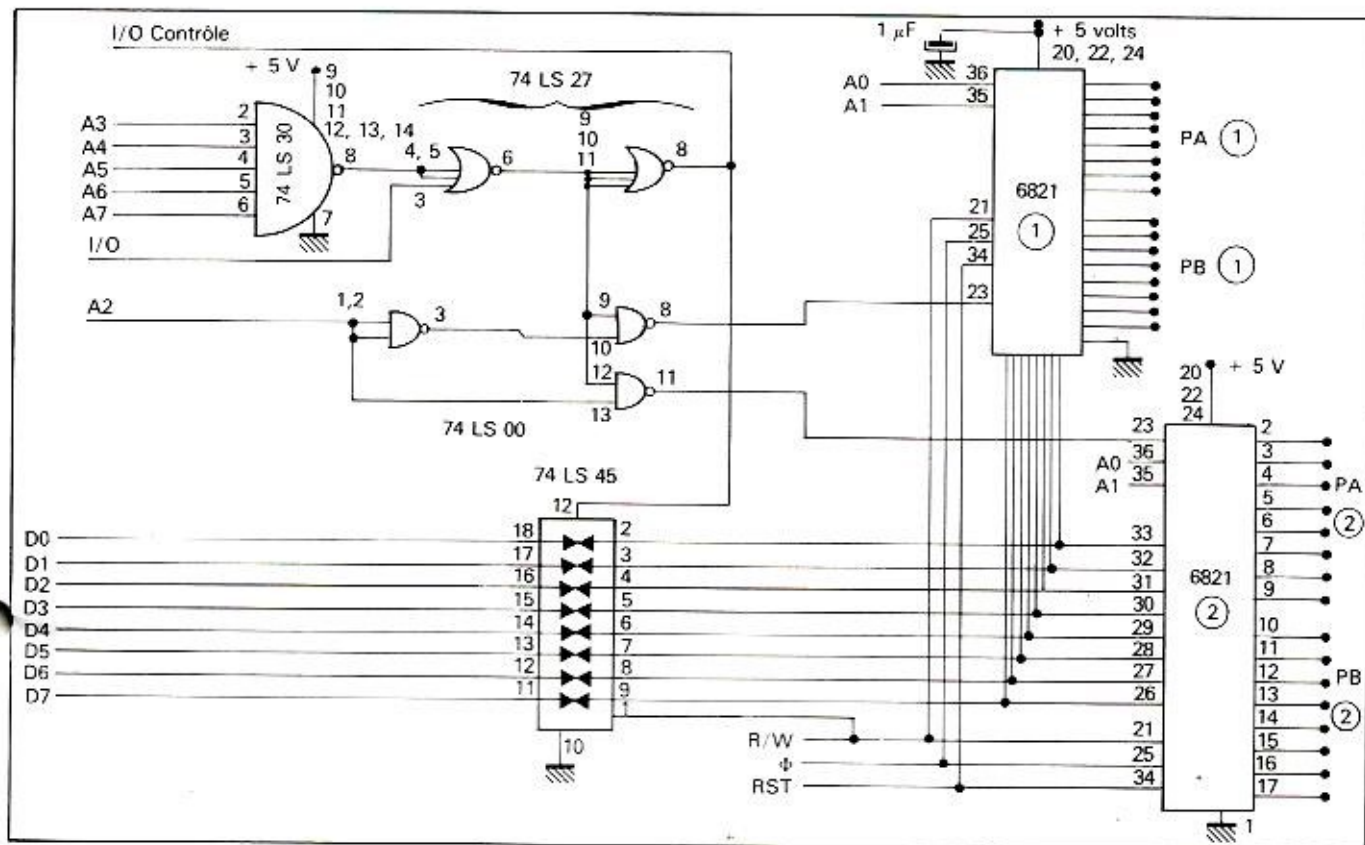 I/O Contrôle
+ 5 V
9
10
11
12, 13, 14
74 LS 27
A3
A4
A5
A6
A7
2
3
4
5
6
74 LS 30
8
7
I/O
4, 5
3
6
9
10
11
8
A2
1,2
3
9
10
8
12
13
11
74 LS 00
1 µF
+ 5 volts
20, 22, 24
A0
A1
36
35
21
25
34
23
6821
1
PA 1
PB 1
74 LS 45
12
D0
D1
D2
D3
D4
D5
D6
D7
18
17
16
15
14
13
12
11
2
3
4
5
6
7
8
9
1
10
R/W
Φ
RST
20
22
24
+ 5 V
23
36
35
A0
A1
33
32
31
30
29
28
27
26
21
25
34
6821
2
2
3
4
5
6
7
8
9
10
11
12
13
14
15
16
17
PA
2
PB
2
1